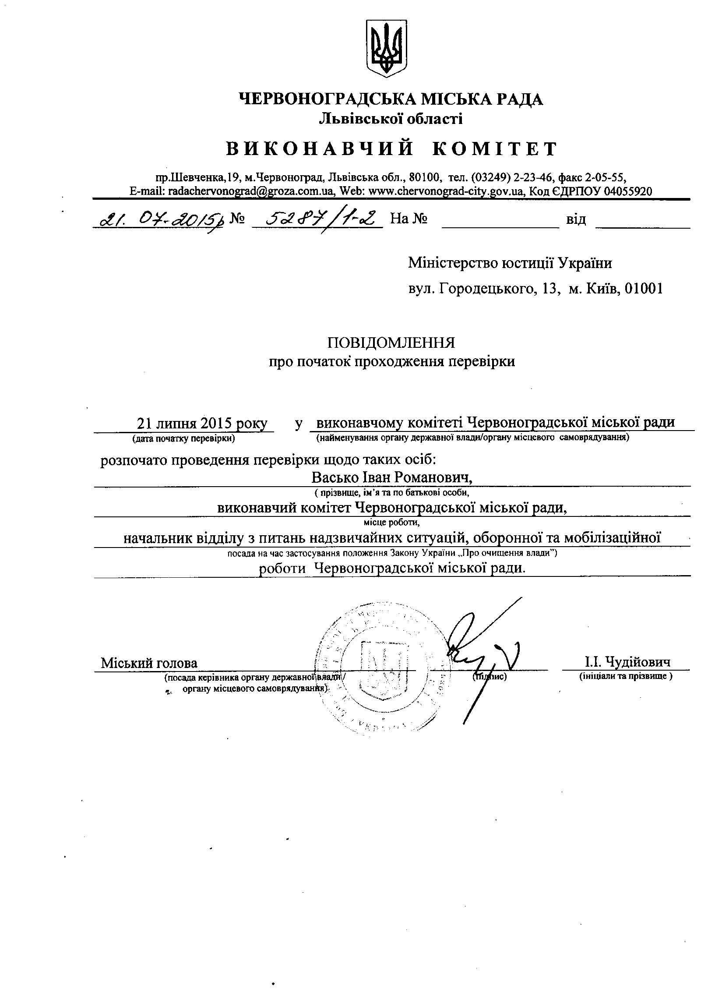 ЧЕРВОНОГРАДСЬКА МІСЬКА РАДА
Львівської області
ВИКОНАВЧИЙ КОМІТЕТ
пр.Шевченка,19, м.Червоноград, Львівська обл., 80100, тел. (03249) 2-23-46, факс 2-05-55,
E-mail: radachervonograd@groza.com.ua, Web: www.chervonograd-city.gov.ua, Код ЄДРПОУ 04055920
21. 07.2015р № 5287/1-2 На № від
Міністерство юстиції України
вул. Городецького, 13, м. Київ, 01001
ПОВІДОМЛЕННЯ
про початок проходження перевірки
21 липня 2015 року у виконавчому комітеті Червоноградської міської ради
(дата початку перевірки) (найменування органу державної влади/органу місцевого самоврядування)
розпочато проведення перевірки щодо таких осіб:
Васько Іван Романович,
( прізвище, ім’я та по батькові особи,
виконавчий комітет Червоноградської міської ради,
місце роботи,
начальник відділу з питань надзвичайних ситуацій, оборонної та мобілізаційної
посада на час застосування положення Закону України „Про очищення влади”)
роботи Червоноградської міської ради.
Міський голова І.І. Чудійович
(посада керівника органу державної влади / (підпис) (ініціали та прізвище )
органу місцевого самоврядування)